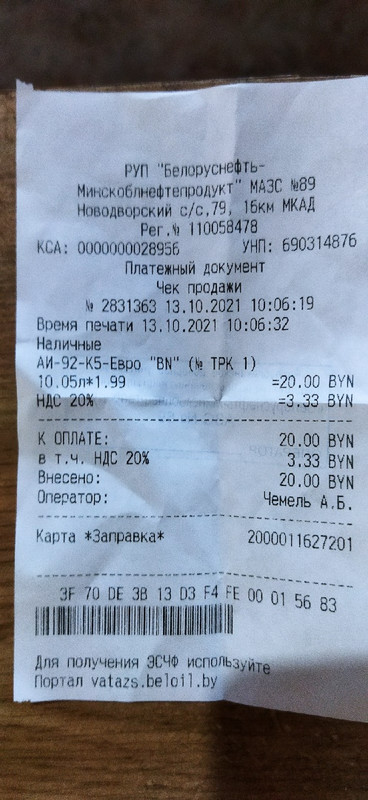 РУП "Белоруснефть-
Минскоблнефтепродукт" МАЗС №89
Новодворский с/с,79, 16км МКАД
Рег.№ 110058478
КСА: 0000000028956 УНП: 690314876
Платежный документ
Чек продажи
№ 2831363 13.10.2021 10:06:19
Время печати 13.10.2021 10:06:32
Наличные
АИ-92-К5-Евро "BN" (№ ТРК 1)
10.05л*1.99 =20.00 BYN
НДС 20% =3.33 BYN
К ОПЛАТЕ: 20.00 BYN
в т.ч. НДС 20% 3.33 BYN
Внесено: 20.00 BYN
Оператор: Чемель А.Б.
Карта *Заправка* 2000011627201
3F 70 DE 3B 13 D3 F4 FE 00 01 56 83
Для получения ЭСЧФ используйте
Портал vatazs.beloil.by